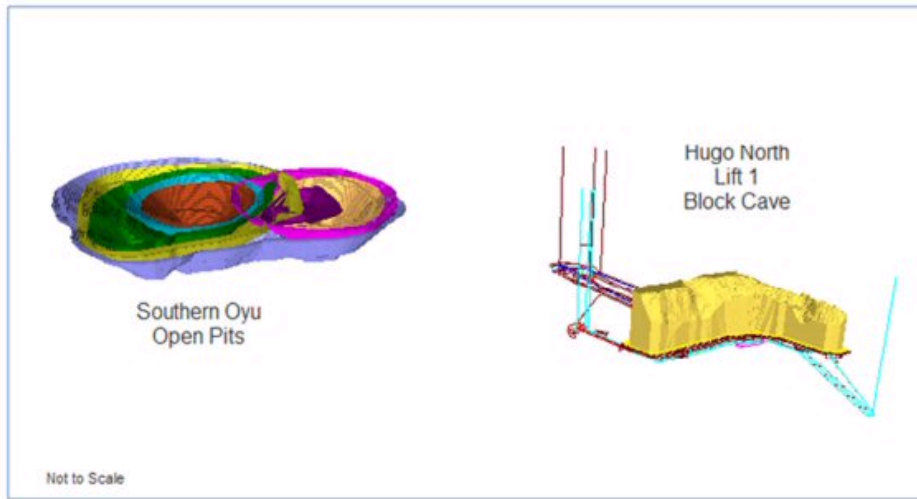 Southern Oyu
Open Pits
Hugo North
Lift 1
Block Cave
Not to Scale